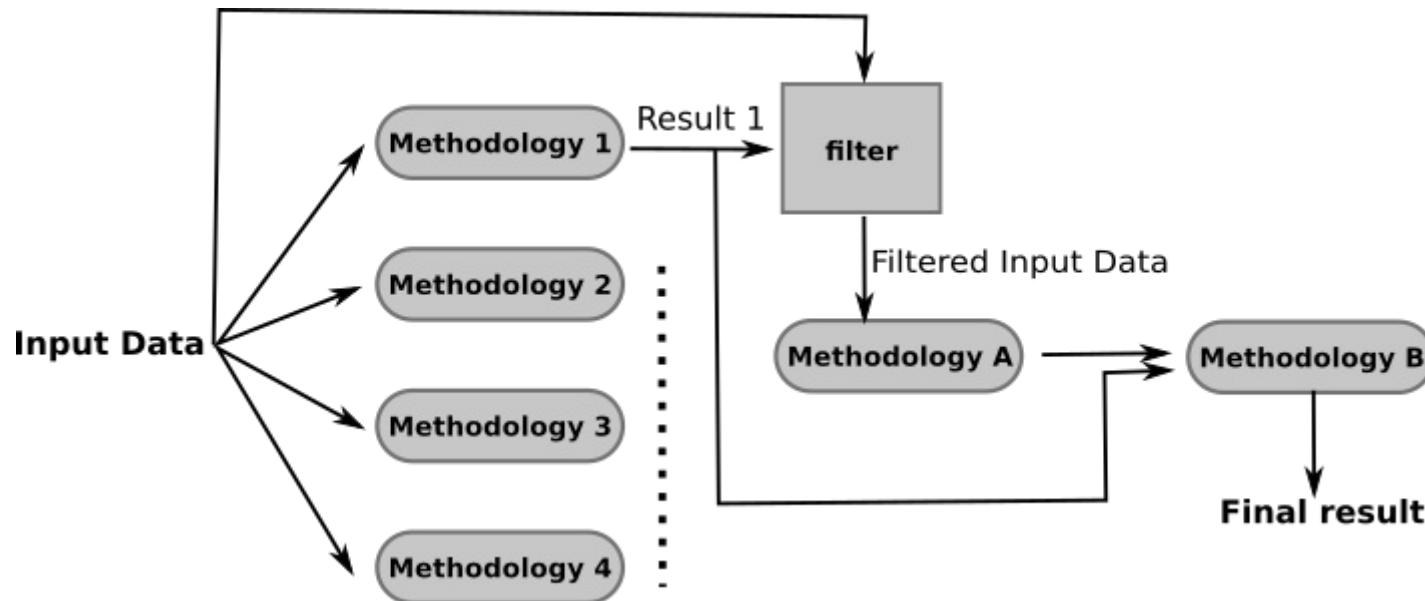 Result 1
Methodology 1
filter
Methodology 2
Filtered Input Data
Input Data
Methodology A
Methodology B
Methodology 3
Final result
Methodology 4